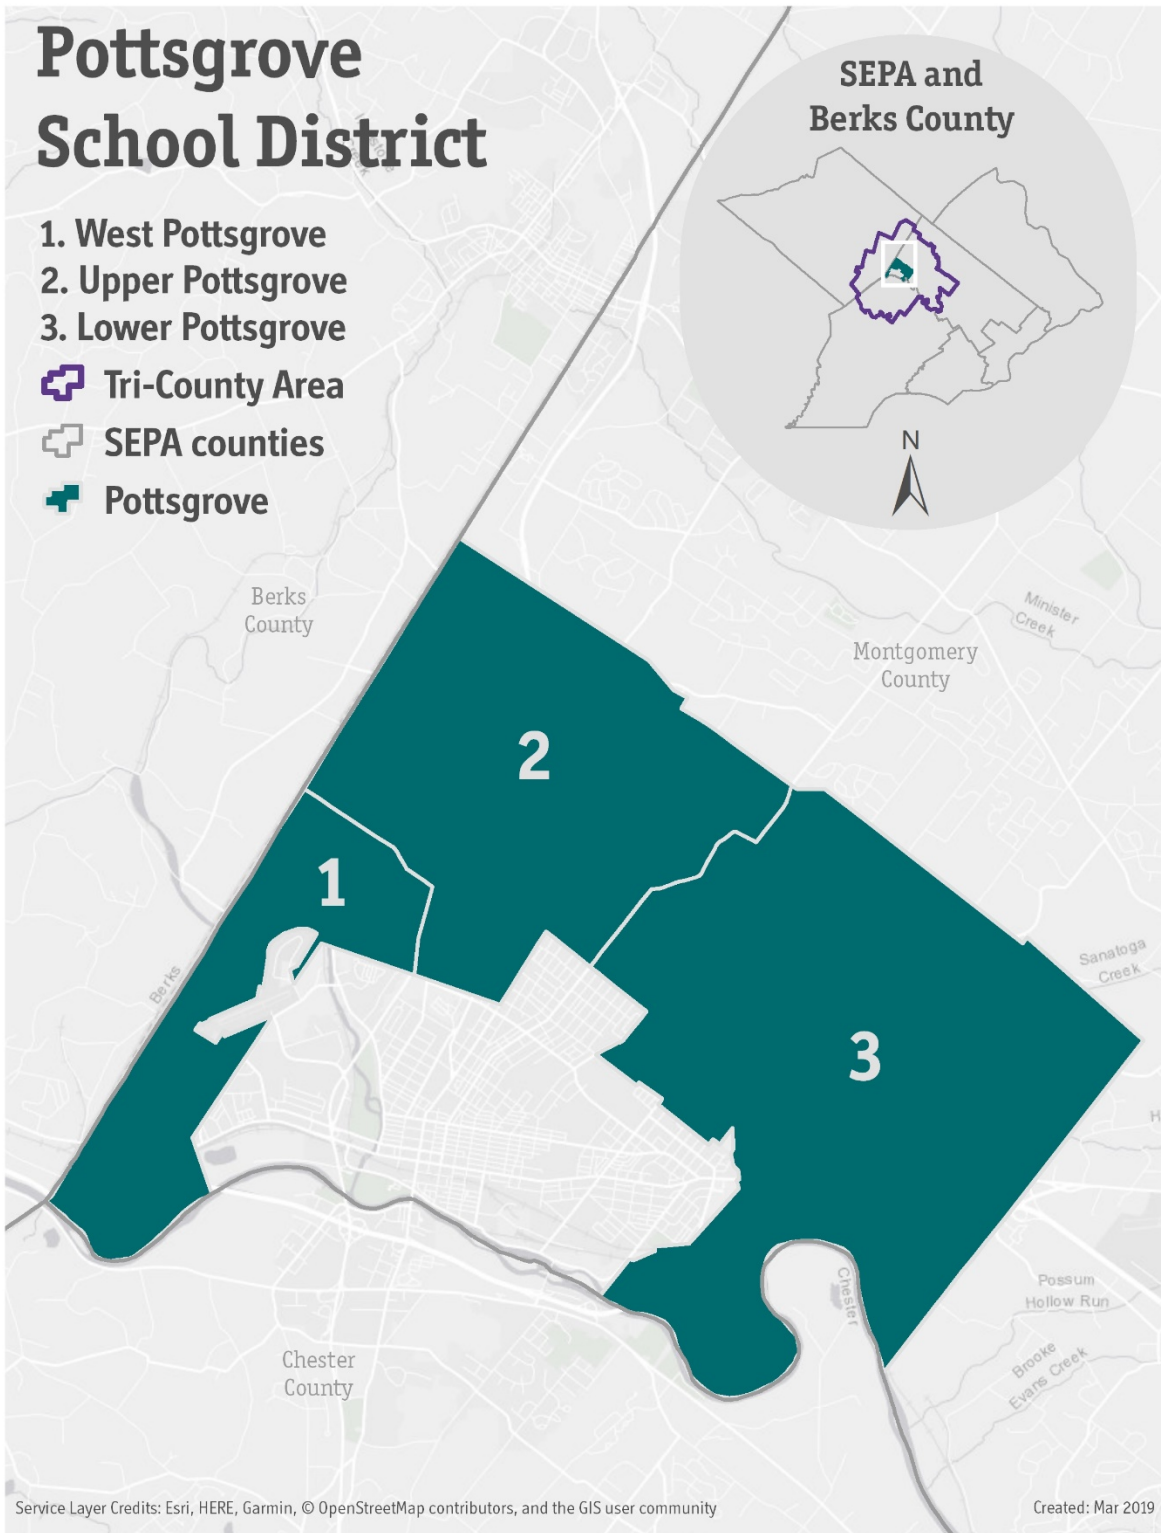 Pottsgrove
School District
1. West Pottsgrove
2. Upper Pottsgrove
3. Lower Pottsgrove
Tri-County Area
SEPA counties
Pottsgrove
SEPA and
Berks County
N
Berks
County
Minister
Creek
Montgomery
County
2
1
Sanatoga
Creek
Berks
3
Possum
Hollow Run
Chester
Brooke
Evans Creek
Chester
County
Service Layer Credits: Esri, HERE, Garmin, © OpenStreetMap contributors, and the GIS user community
Created: Mar 2019